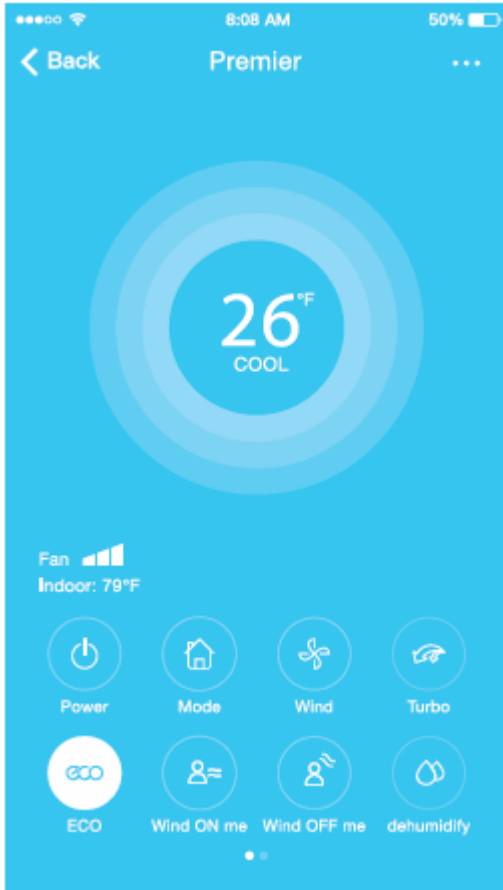 8:08 AM 50%
Back Premier ...
26°F
COOL
Fan
Indoor: 79°F
Power Mode Wind Turbo
eco
ECO Wind ON me Wind OFF me dehumidify